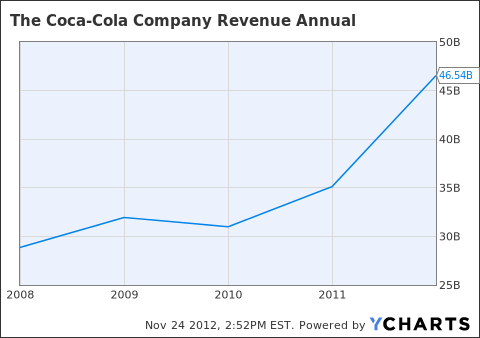 The Coca-Cola Company Revenue Annual
50B
46.54B
45B
40B
35B
30B
25B
2008 2009 2010 2011
Nov 24 2012, 2:52PM EST. Powered by YCHARTS